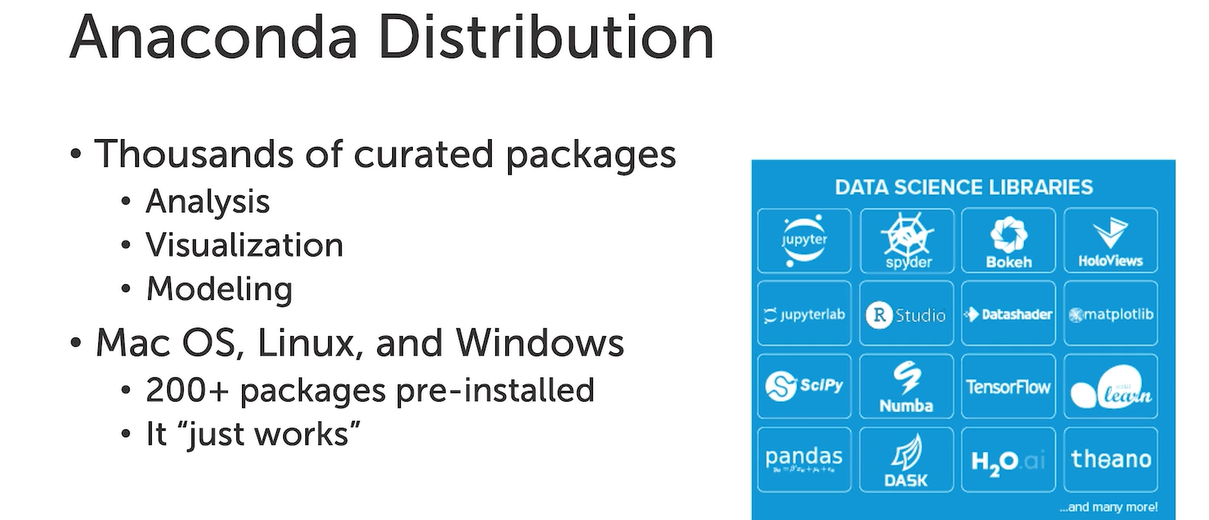 Anaconda Distribution
• Thousands of curated packages
• Analysis
• Visualization
• Modeling
• Mac OS, Linux, and Windows
• 200+ packages pre-installed
• It “just works”
DATA SCIENCE LIBRARIES
jupyter
spyder
Bokeh
HoloViews
jupyterlab
R Studio
Datashader
matplotlib
SciPy
Numba
TensorFlow
learn
pandas
DASK
H2O.ai
theano
...and many more!